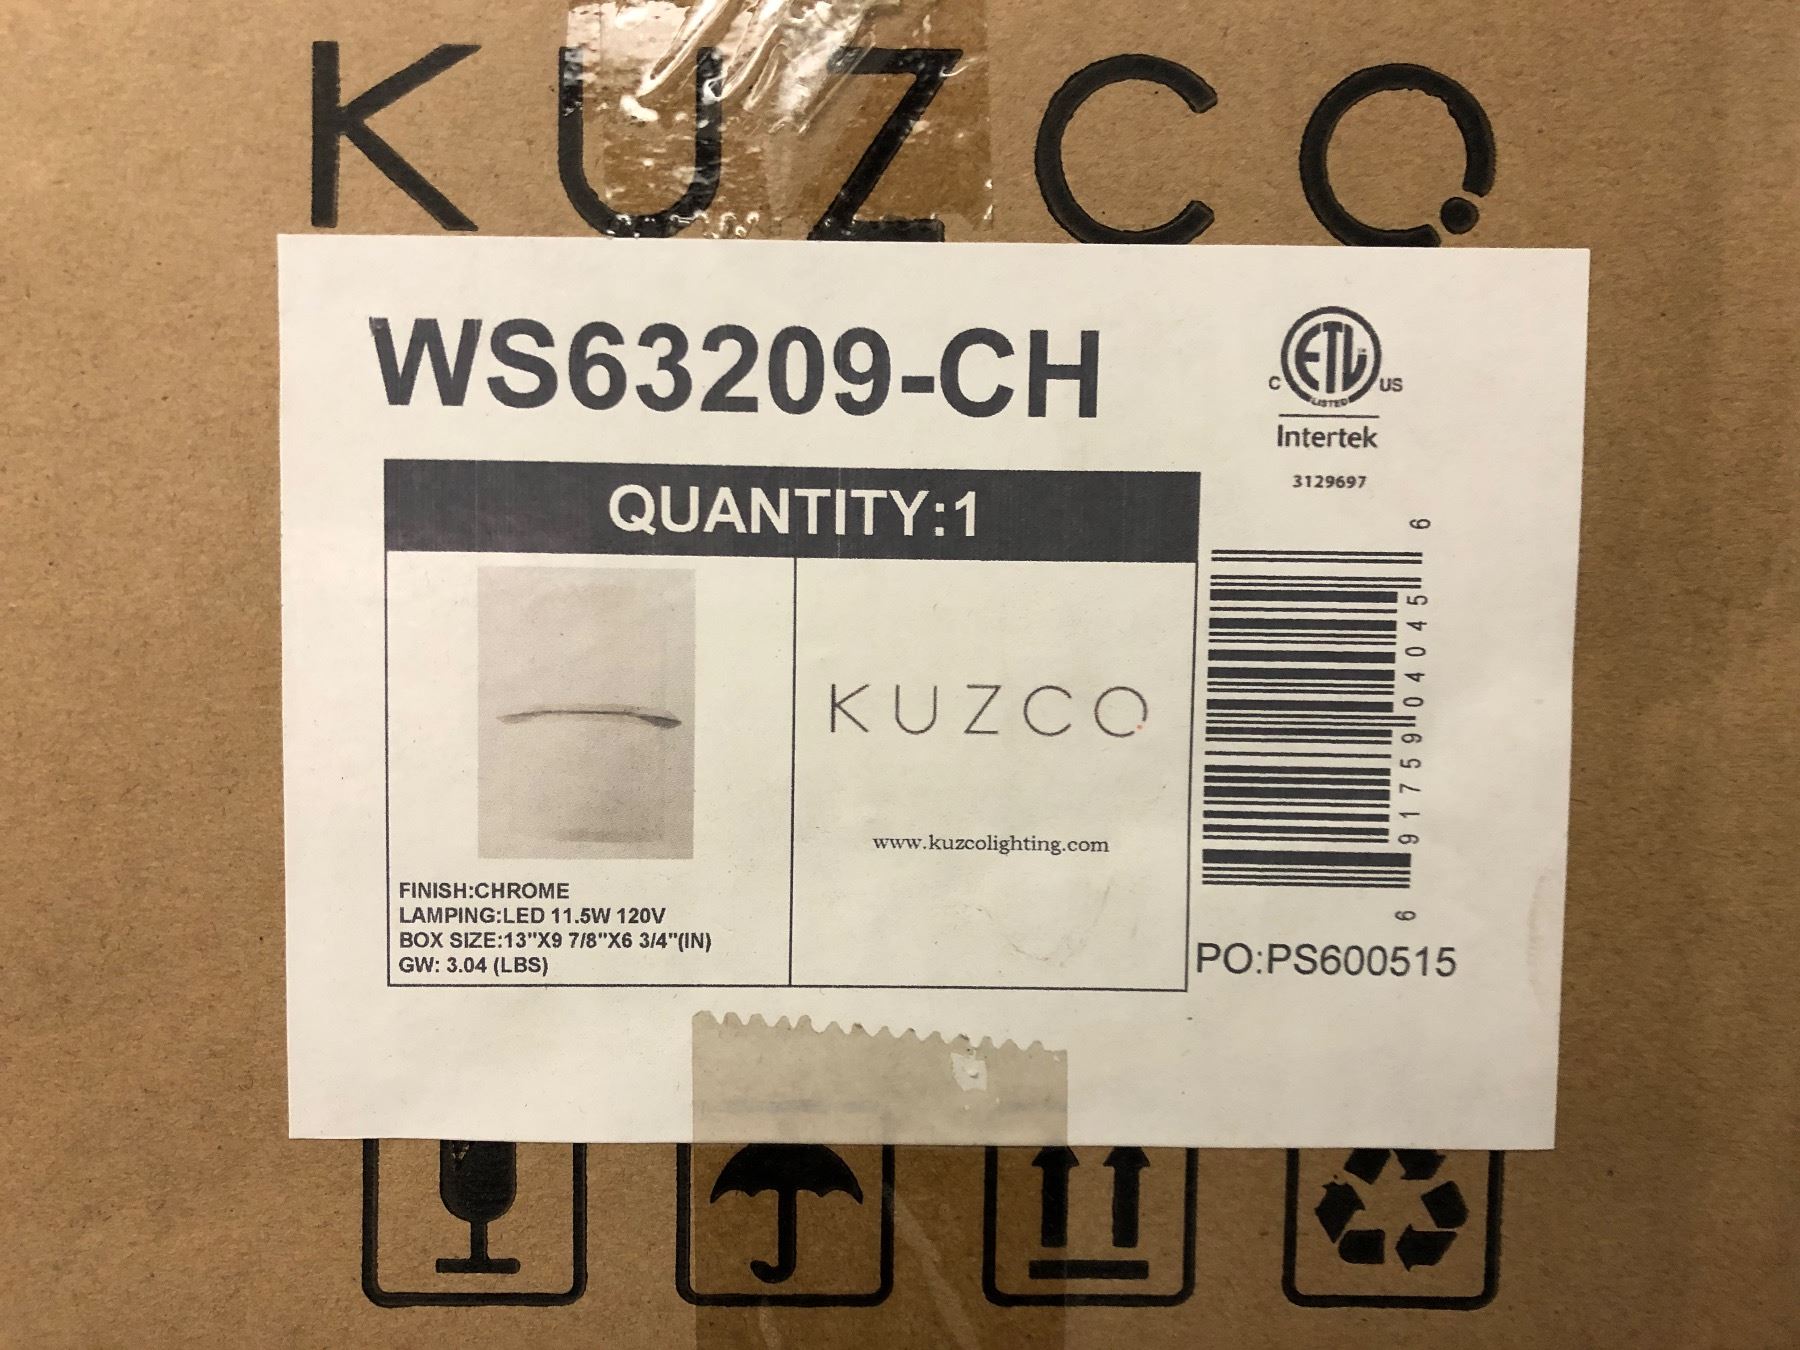 KUZCO
WS63209-CH
C ETL US
LISTED
Intertek
3129697
QUANTITY:1
KUZCO
www.kuzcolighting.com
FINISH:CHROME
LAMPING:LED 11.5W 120V
BOX SIZE:13"X9 7/8"X6 3/4"(IN)
GW: 3.04 (LBS)
6 91759 04045 6
PO:PS600515